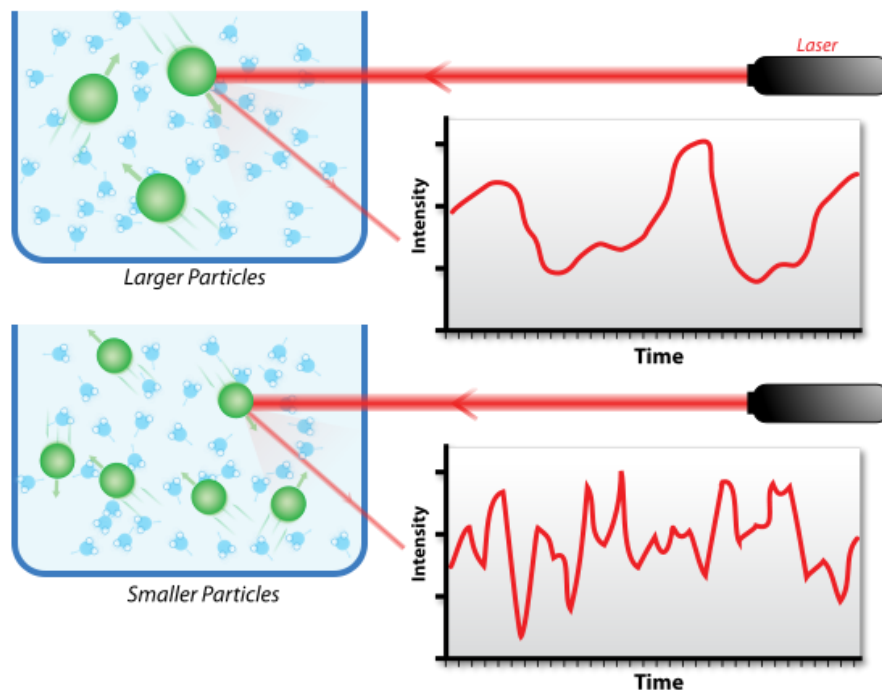 Laser
Intensity
Time
Larger Particles
Intensity
Time
Smaller Particles